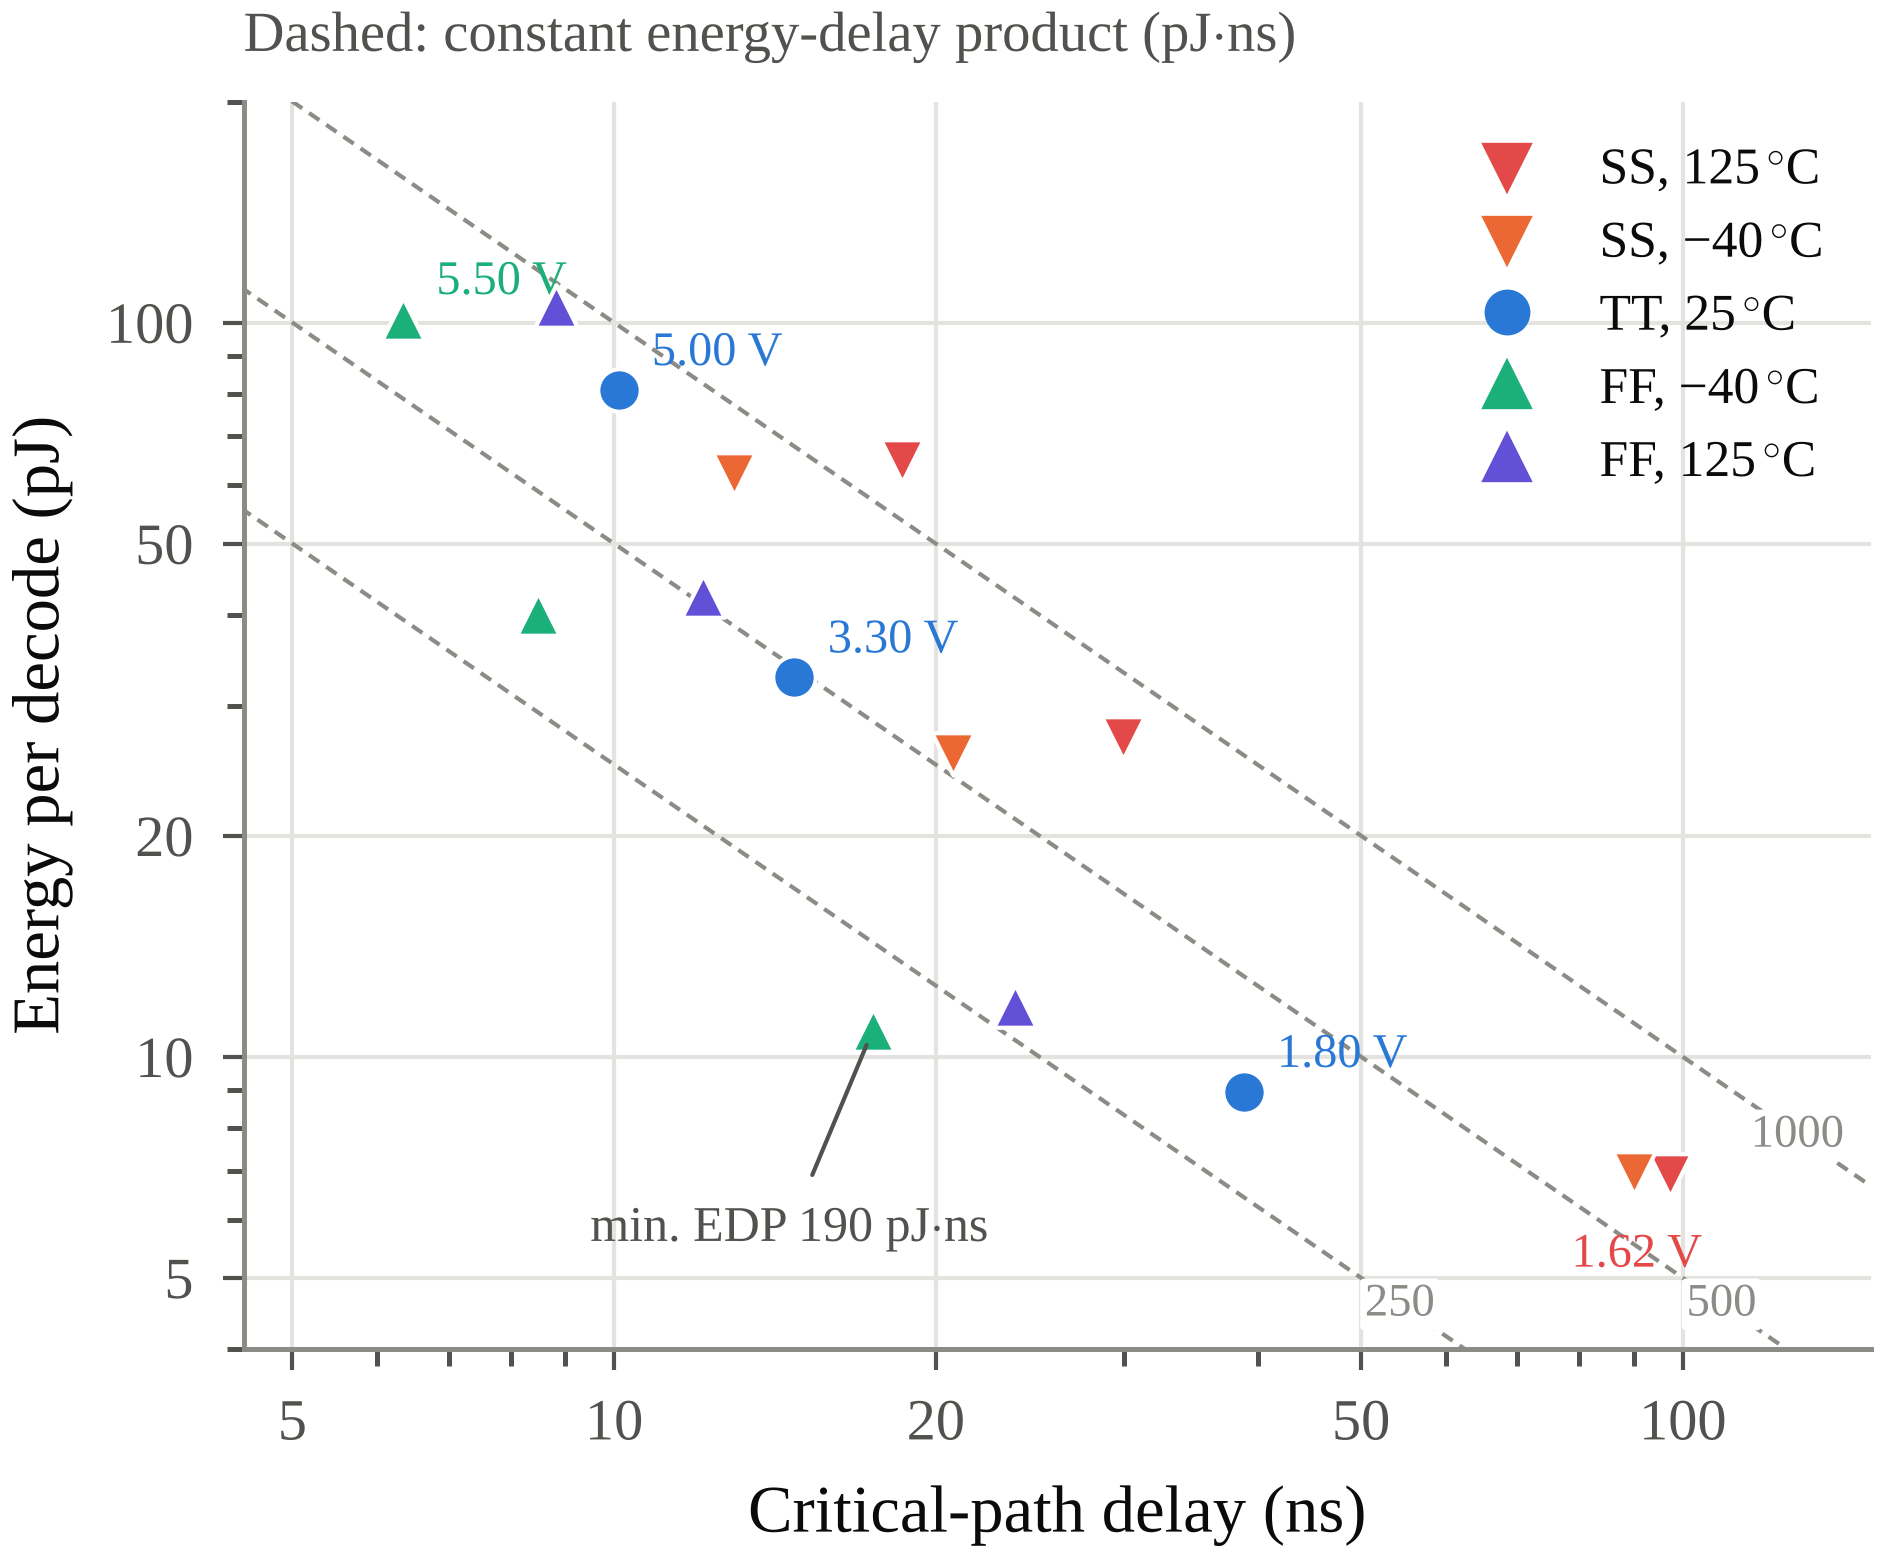 Dashed: constant energy-delay product (pJ·ns)
SS, 125 °C
SS, −40 °C
TT, 25 °C
FF, −40 °C
FF, 125 °C
5.50 V
5.00 V
3.30 V
1.80 V
1.62 V
min. EDP 190 pJ·ns
1000
250
500
100
50
20
10
5
Energy per decode (pJ)
5
10
20
50
100
Critical-path delay (ns)